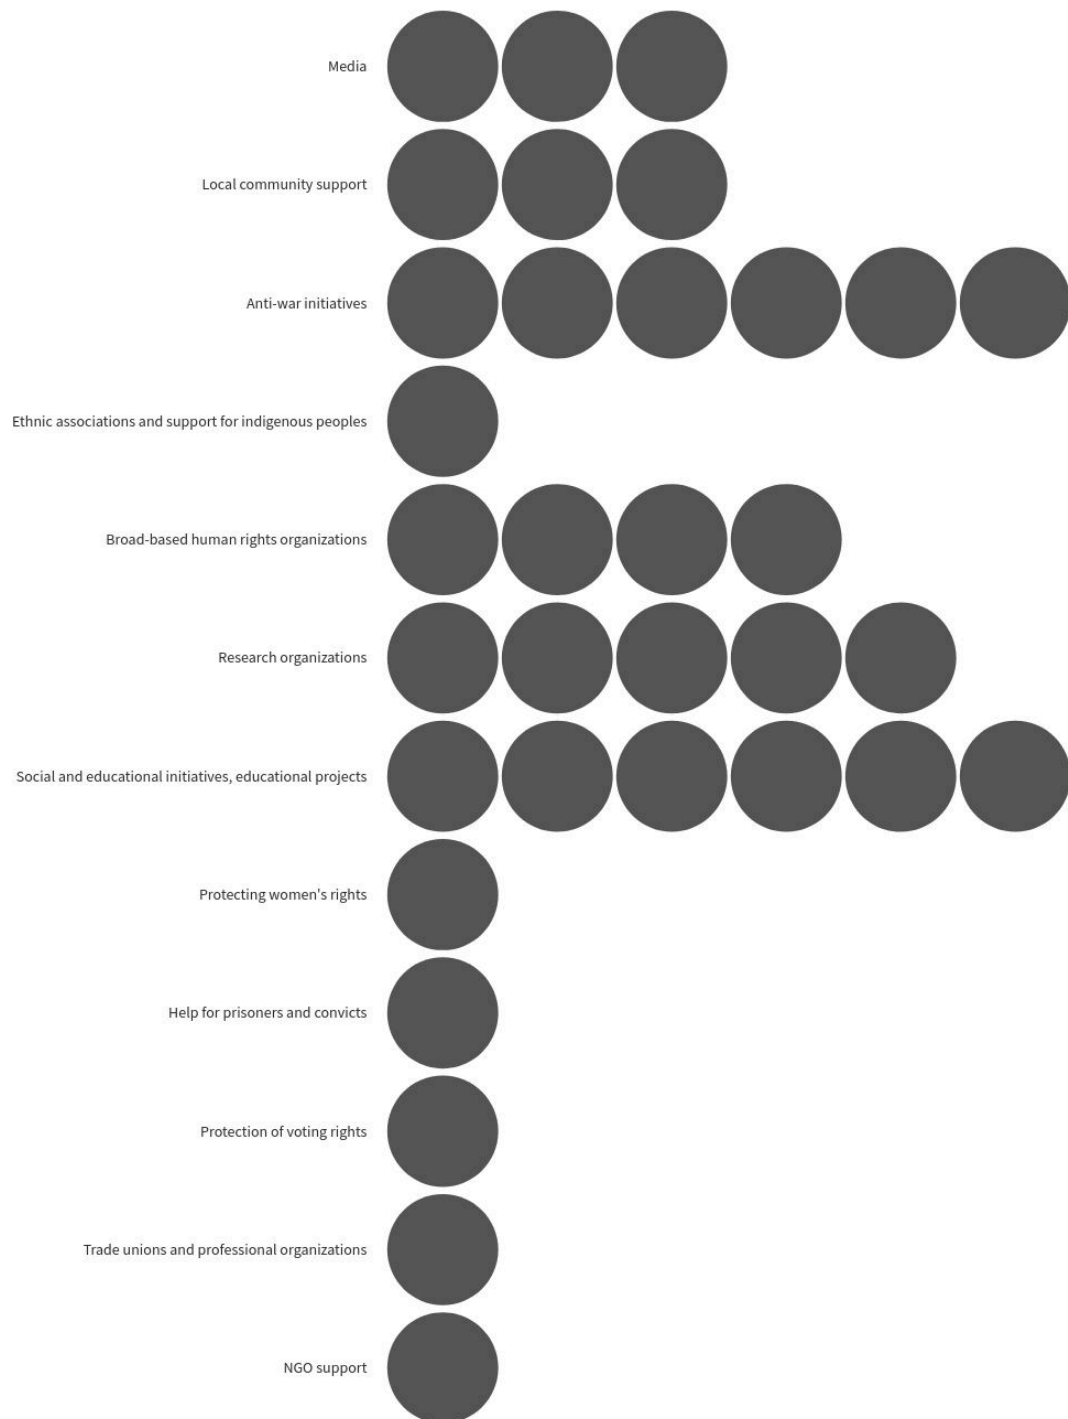 Media
Local community support
Anti-war initiatives
Ethnic associations and support for indigenous peoples
Broad-based human rights organizations
Research organizations
Social and educational initiatives, educational projects
Protecting women's rights
Help for prisoners and convicts
Protection of voting rights
Trade unions and professional organizations
NGO support